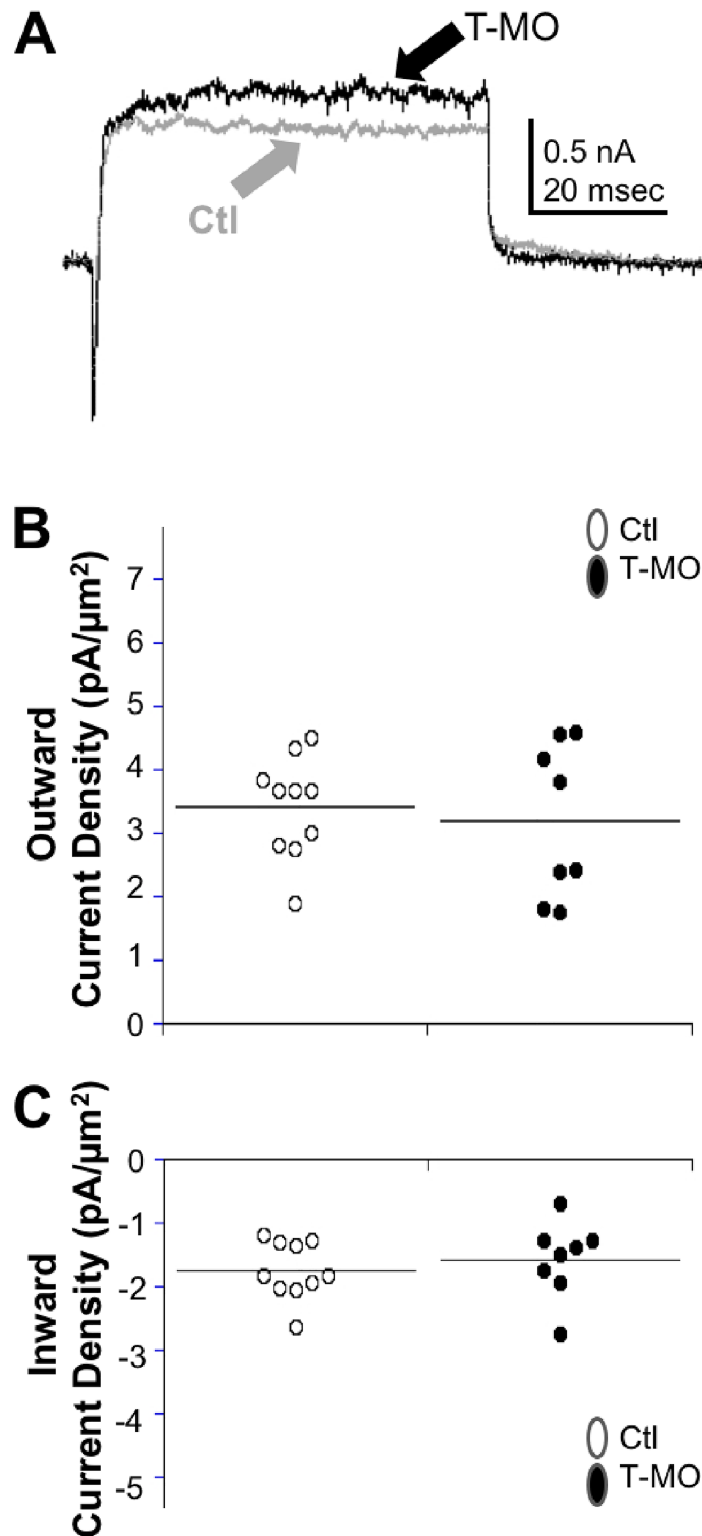 A
T-MO
Ctl
0.5 nA
20 msec
B
Outward
Current Density (pA/µm²)
7
6
5
4
3
2
1
0
Ctl
T-MO
C
Inward
Current Density (pA/µm²)
0
-1
-2
-3
-4
-5
Ctl
T-MO